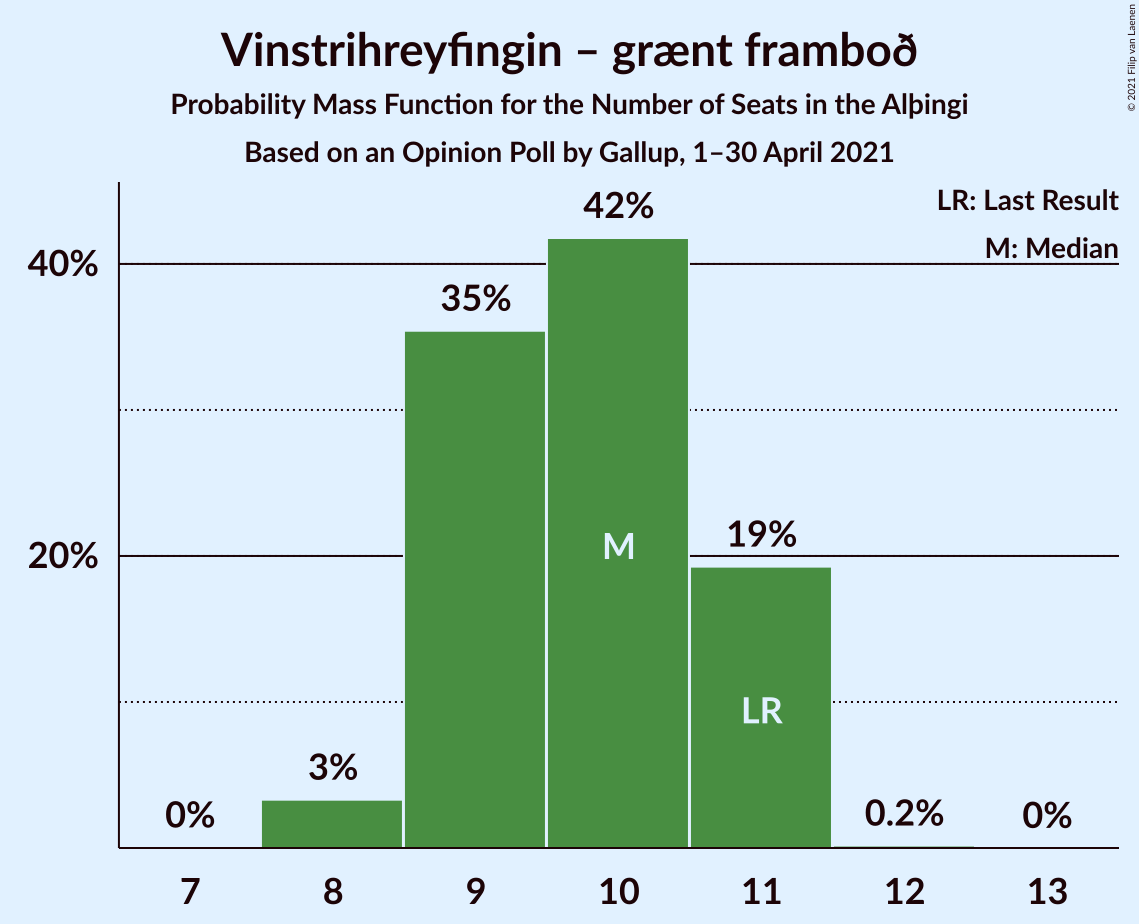 Vinstrihreyfingin – grænt framboð
Probability Mass Function for the Number of Seats in the Alþingi
Based on an Opinion Poll by Gallup, 1–30 April 2021
© 2021 Filip van Laenen
LR: Last Result
M: Median
42%
40%
35%
20%
19%
M
LR
3%
0%
0.2%
0%
7 8 9 10 11 12 13